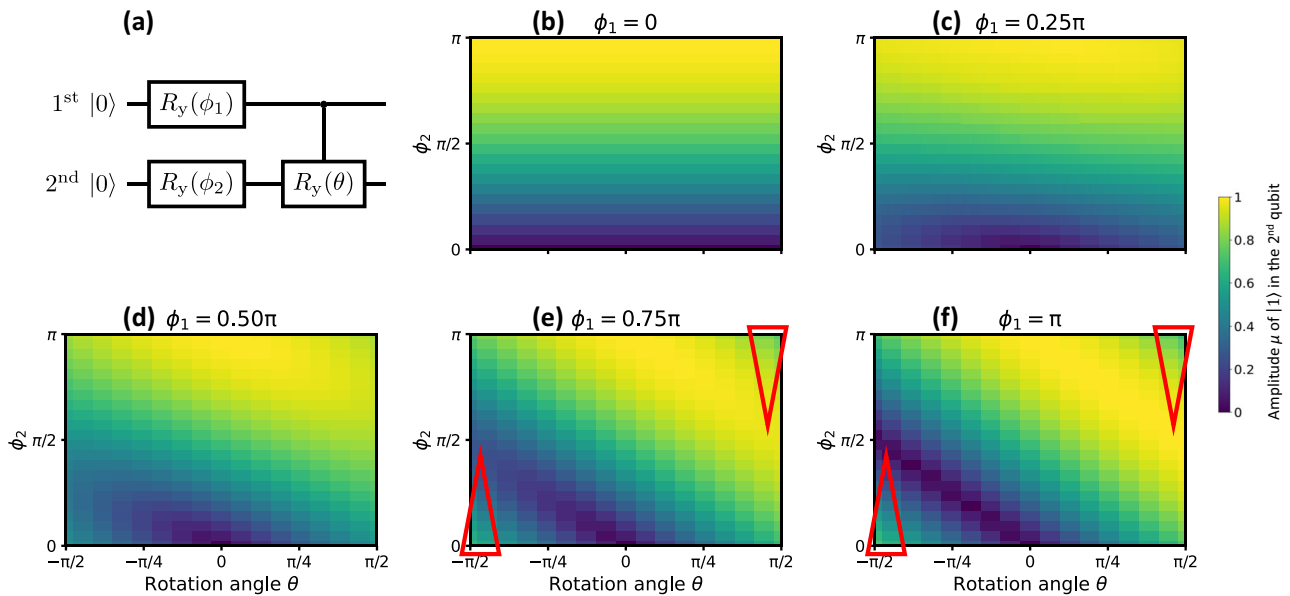 (a)
1st |0⟩
Ry(ϕ1)
2nd |0⟩
Ry(ϕ2)
Ry(θ)
(b)
ϕ1 = 0
π
π/2
0
ϕ2
(c)
ϕ1 = 0.25π
π
π/2
0
ϕ2
1
0.8
0.6
0.4
0.2
0
Amplitude μ of |1⟩ in the 2nd qubit
(d)
ϕ1 = 0.50π
π
π/2
0
ϕ2
−π/2
−π/4
0
π/4
π/2
Rotation angle θ
(e)
ϕ1 = 0.75π
π
π/2
0
ϕ2
−π/2
−π/4
0
π/4
π/2
Rotation angle θ
(f)
ϕ1 = π
π
π/2
0
ϕ2
−π/2
−π/4
0
π/4
π/2
Rotation angle θ